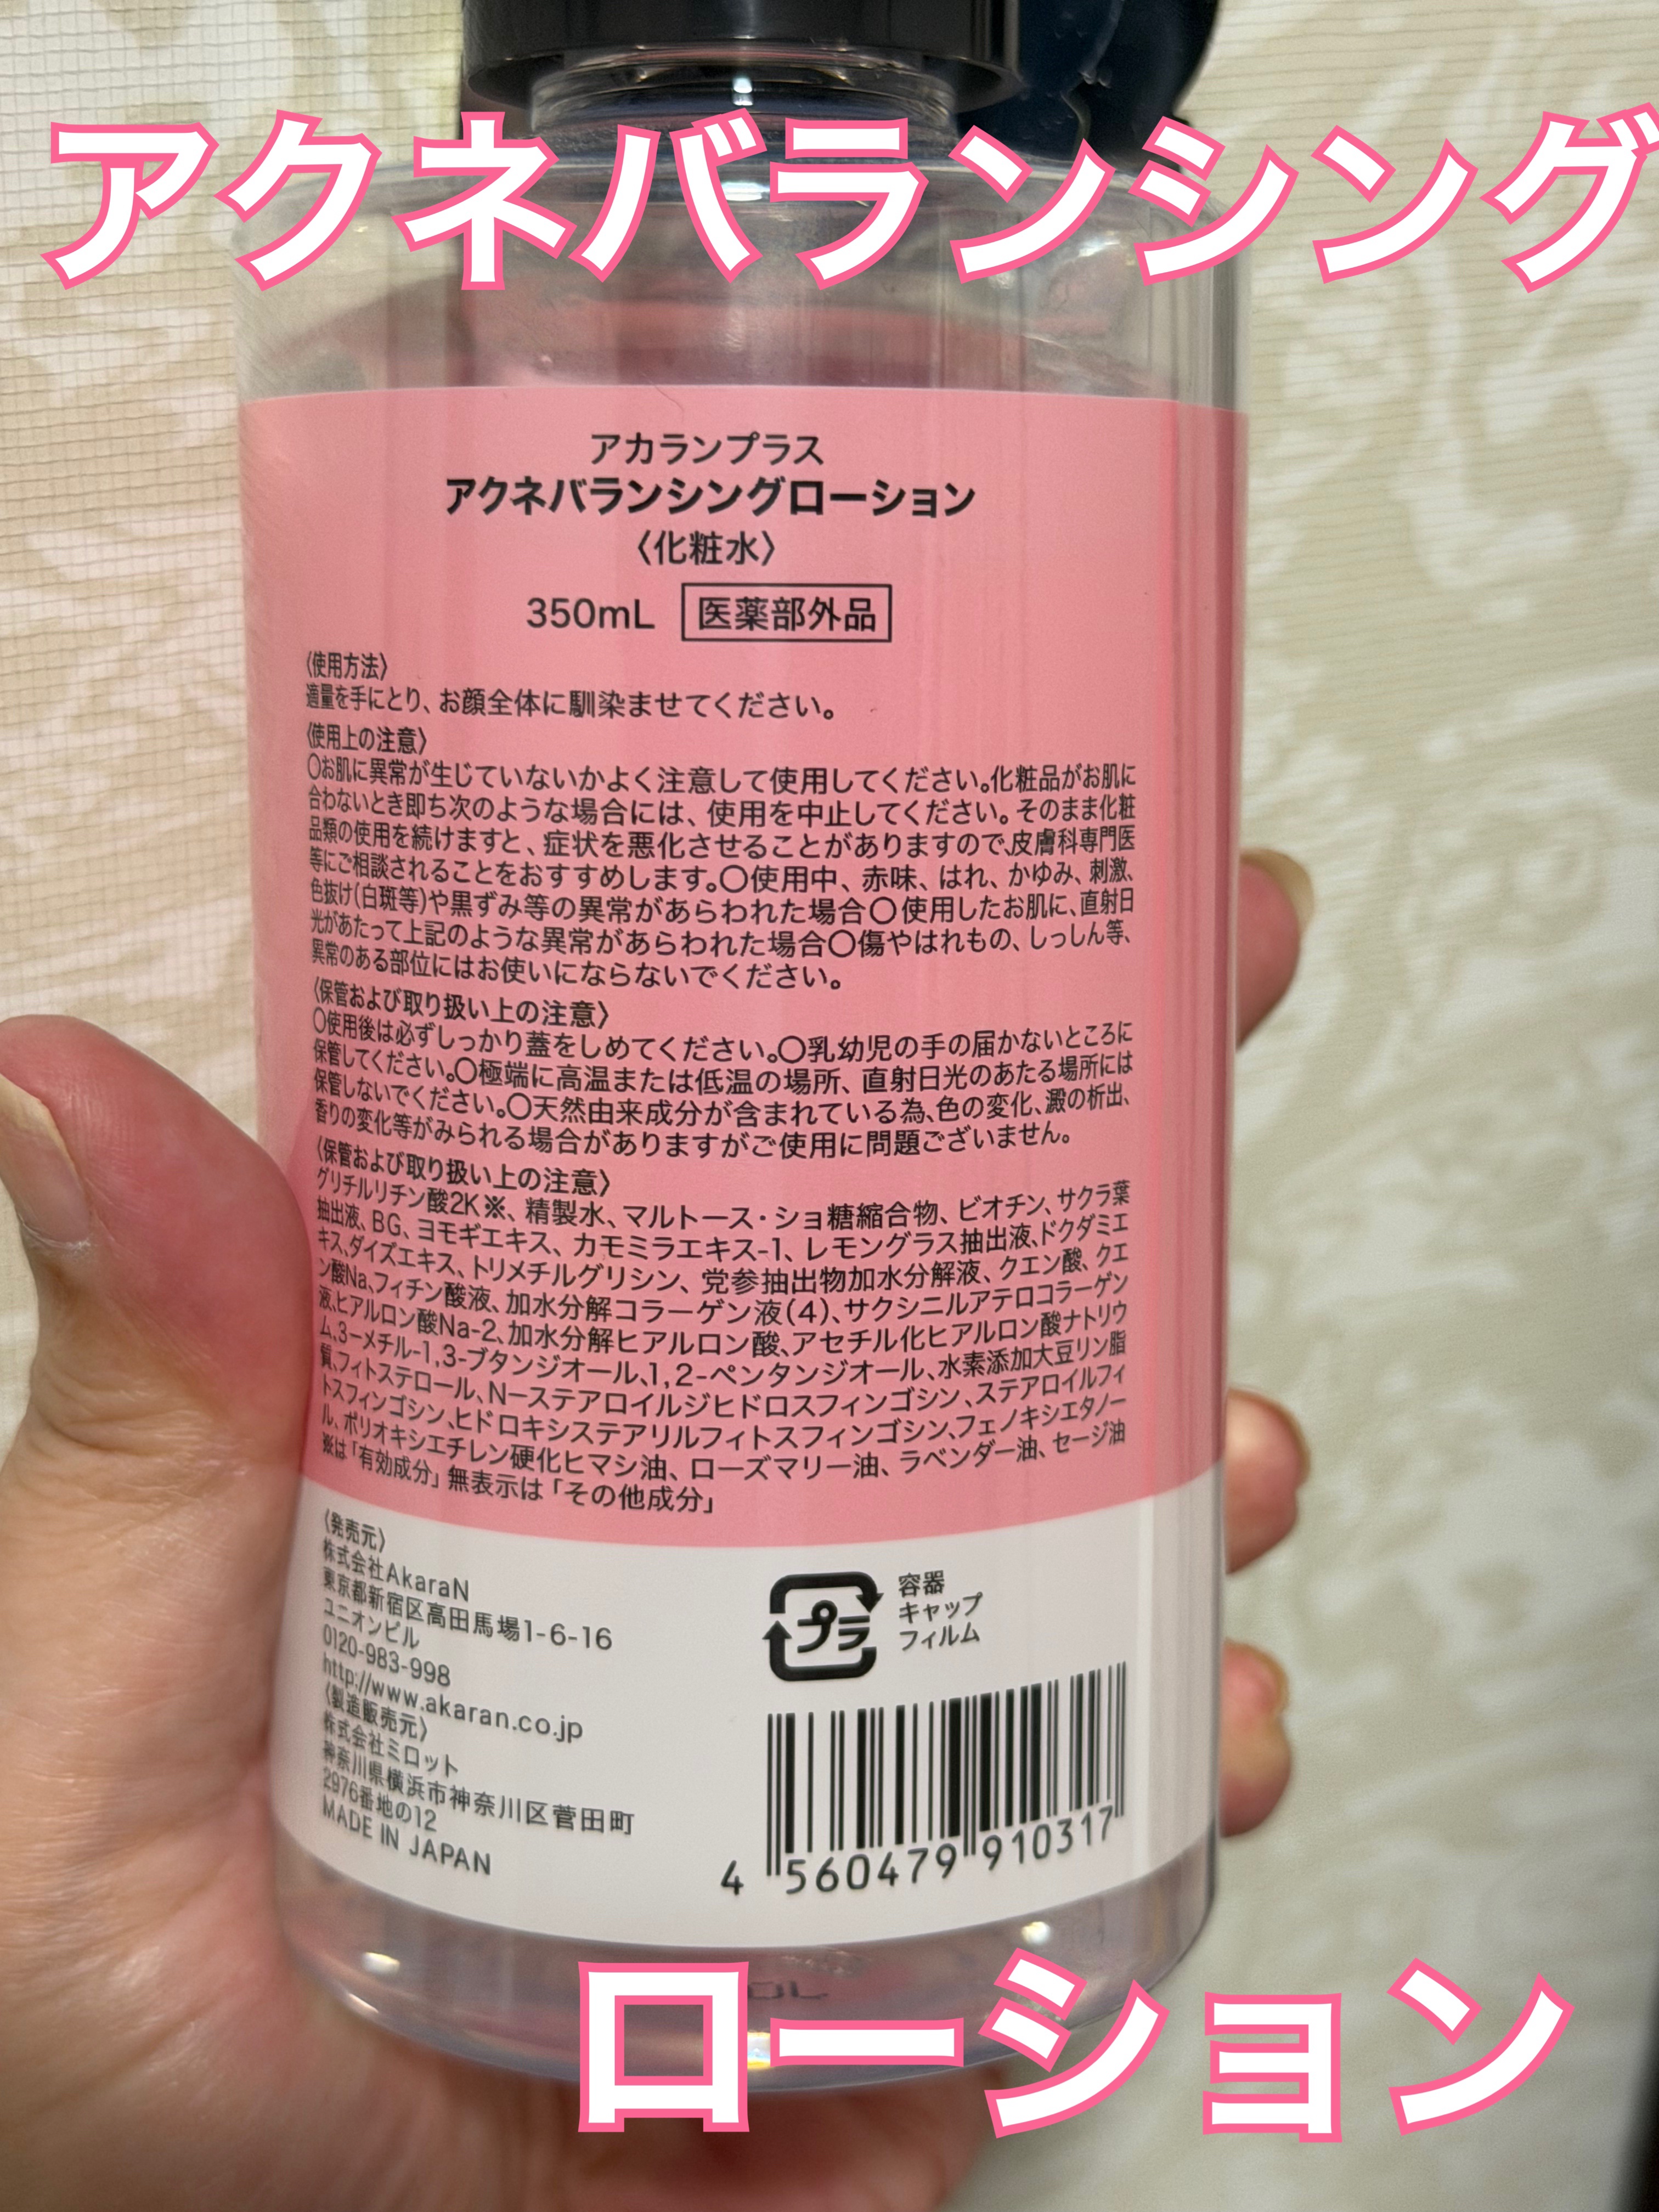 アクネバランシング
アカランプラス
アクネバランシングローション
〈化粧水〉
350mL 医薬部外品
〈使用方法〉
適量を手にとり、お顔全体に馴染ませてください。
〈使用上の注意〉
〇お肌に異常が生じていないかよく注意して使用してください。化粧品がお肌に
合わないとき即ち次のような場合には、使用を中止してください。そのまま化粧
品類の使用を続けますと、症状を悪化させることがありますので、皮膚科専門医
等にご相談されることをおすすめします。〇使用中、赤味、はれ、かゆみ、刺激、
色抜け(白斑等)や黒ずみ等の異常があらわれた場合〇使用したお肌に、直射日
光があたって上記のような異常があらわれた場合〇傷やはれもの、しっしん等、
異常のある部位にはお使いにならないでください。
〈保管および取り扱い上の注意〉
〇使用後は必ずしっかり蓋をしめてください。〇乳幼児の手の届かないところに
保管してください。〇極端に高温または低温の場所、直射日光のあたる場所には
保管しないでください。〇天然由来成分が含まれている為、色の変化、澱の析出、
香りの変化等がみられる場合がありますがご使用に問題ございません。
〈保管および取り扱い上の注意〉
グリチルリチン酸2K※、精製水、マルトース・ショ糖縮合物、ビオチン、サクラ葉
抽出液、BG、ヨモギエキス、カモミラエキス-1、レモングラス抽出液、ドクダミエ
キス、ダイズエキス、トリメチルグリシン、党参抽出物加水分解液、クエン酸、クエ
ン酸Na、フィチン酸液、加水分解コラーゲン液(4)、サクシニルアテロコラーゲン
液、ヒアルロン酸Na-2、加水分解ヒアルロン酸、アセチル化ヒアルロン酸ナトリウ
ム、3ーメチル-1,3-ブタンジオール、1,2-ペンタンジオール、水素添加大豆リン脂
質、フィトステロール、Nーステアロイルジヒドロスフィンゴシン、ステアロイルフィ
トスフィンゴシン、ヒドロキシステアリルフィトスフィンゴシン、フェノキシエタノー
ル、ポリオキシエチレン硬化ヒマシ油、ローズマリー油、ラベンダー油、セージ油
※は「有効成分」無表示は「その他成分」
〈発売元〉
株式会社AkaraN
東京都新宿区高田馬場1-6-16
ユニオンビル
0120-983-998
http://www.akaran.co.jp
〈製造販売元〉
株式会社ミロット
神奈川県横浜市神奈川区菅田町
2976番地の12
MADE IN JAPAN
プラ
容器
キャップ
フィルム
4 560479 910317
ローション